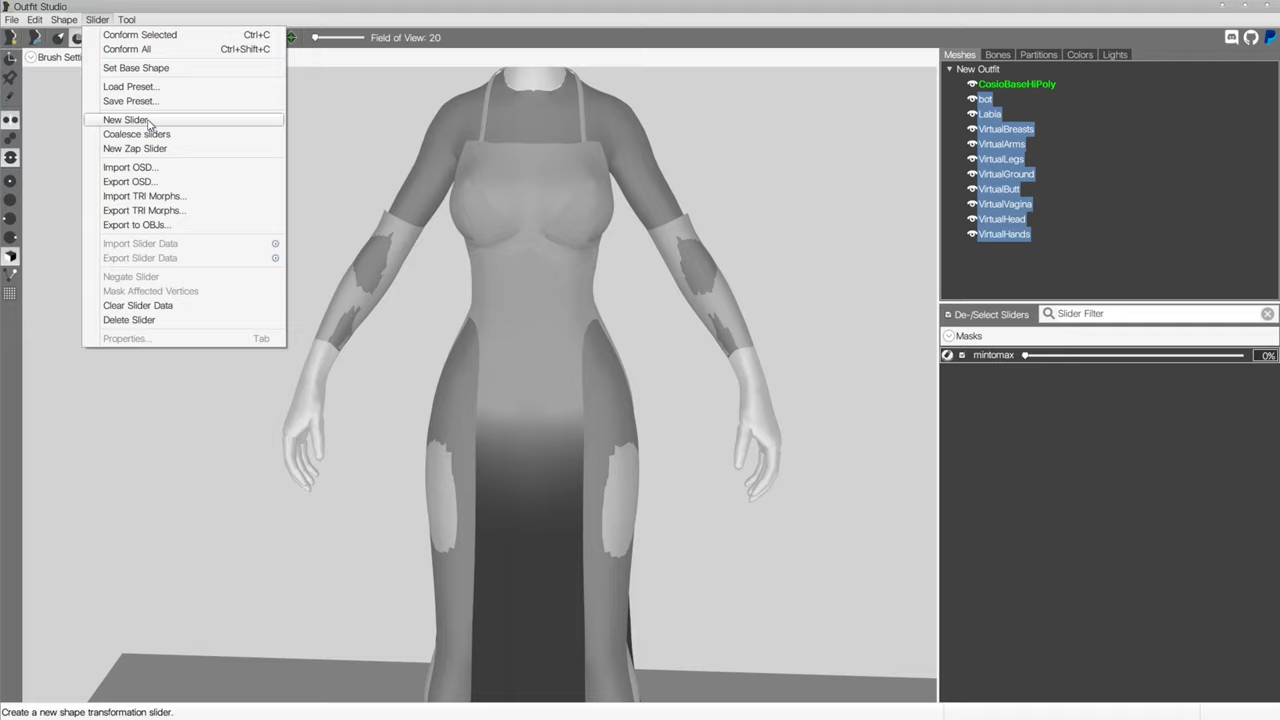 Outfit Studio
File Edit Shape Slider Tool
Field of View: 20
Brush Setti
Conform Selected Ctrl+C
Conform All Ctrl+Shift+C
Set Base Shape
Load Preset...
Save Preset...
New Slider
Coalesce sliders
New Zap Slider
Import OSD...
Export OSD...
Import TRI Morphs...
Export TRI Morphs...
Export to OBJs...
Import Slider Data
Export Slider Data
Negate Slider
Mask Affected Vertices
Clear Slider Data
Delete Slider
Properties... Tab
Meshes Bones Partitions Colors Lights
New Outfit
CosioBaseHiPoly
bot
Labia
VirtualBreasts
VirtualArms
VirtualLegs
VirtualGround
VirtualButt
VirtualVagina
VirtualHead
VirtualHands
De-/Select Sliders Slider Filter
Masks
mintomax 0%
Create a new shape transformation slider.